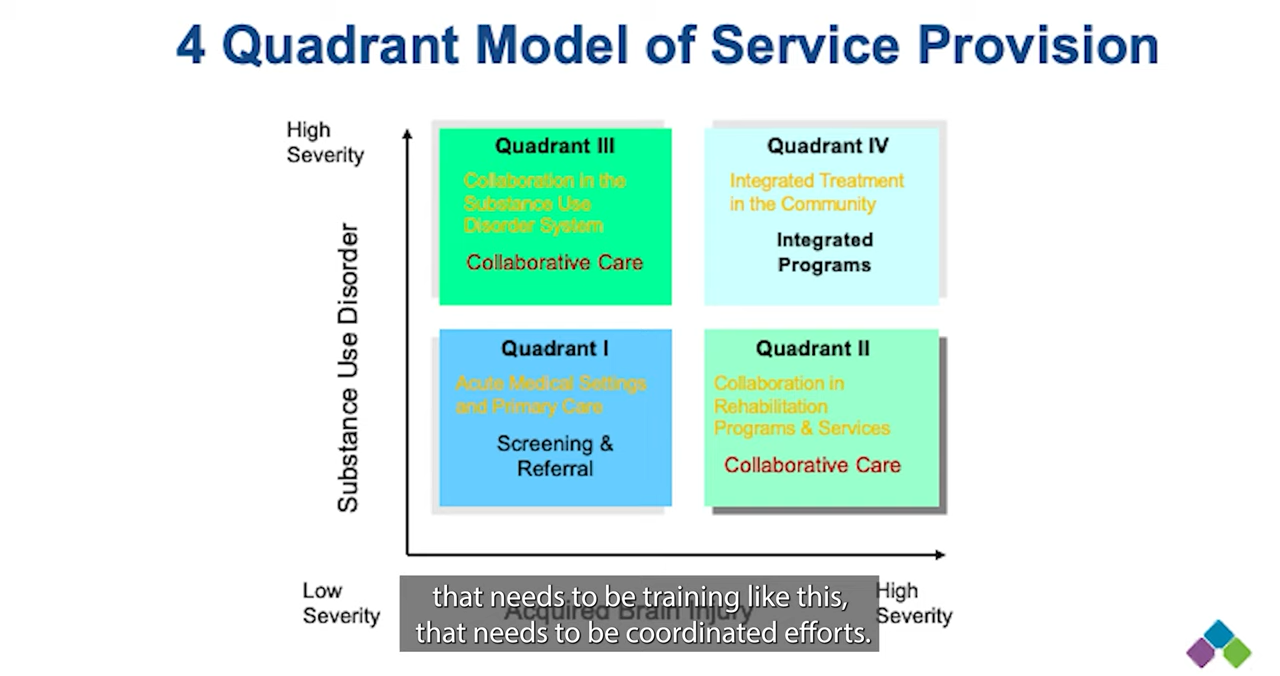 4 Quadrant Model of Service Provision
High
Severity
Substance Use Disorder
Quadrant III
Collaboration in the
Substance Use
Disorder System
Collaborative Care
Quadrant IV
Integrated Treatment
in the Community
Integrated
Programs
Quadrant I
Acute Medical Settings
and Primary Care
Screening &
Referral
Quadrant II
Collaboration in
Rehabilitation
Programs & Services
Collaborative Care
Low
Severity
Acquired Brain Injury
High
Severity
that needs to be training like this,
that needs to be coordinated efforts.